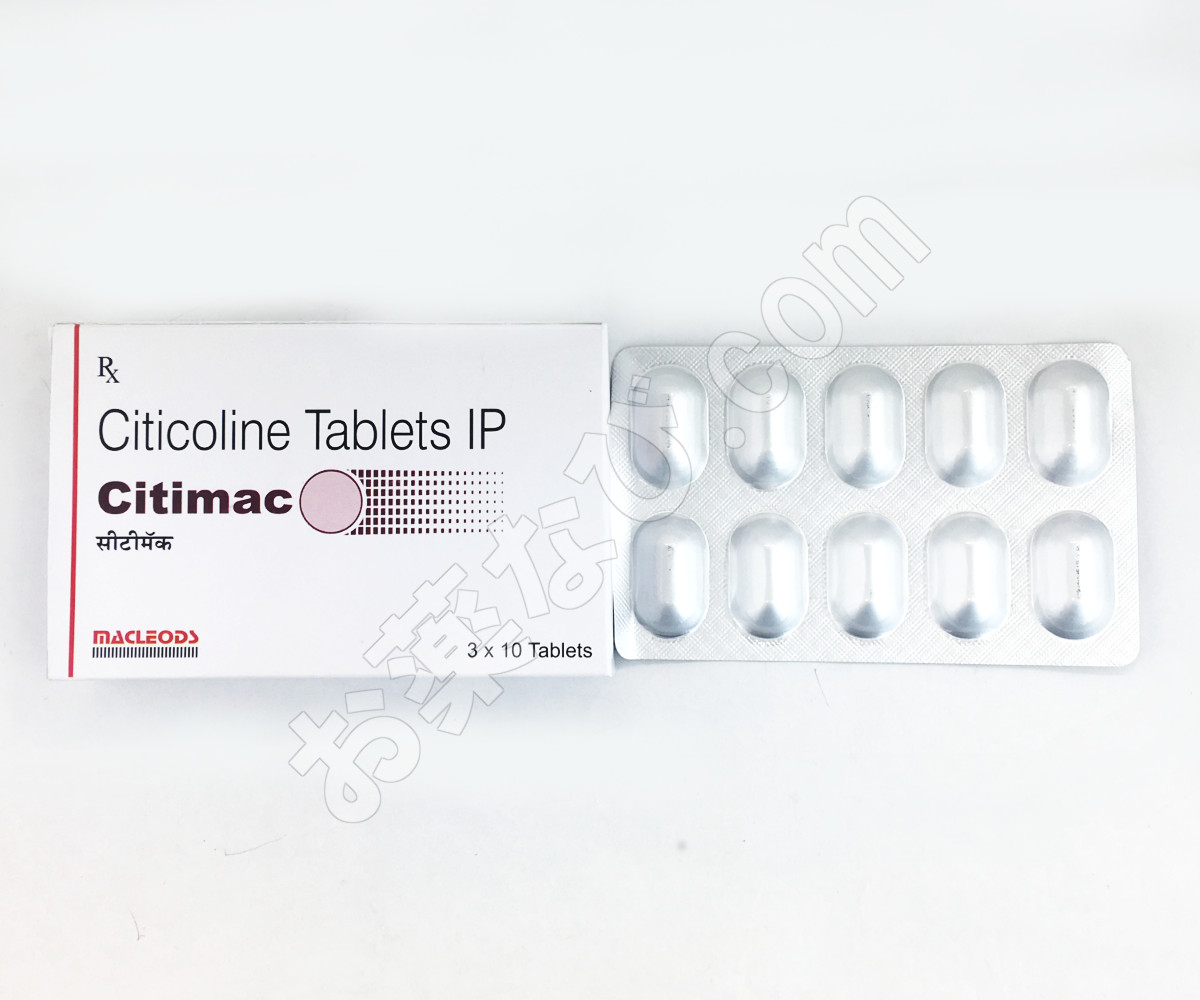 Rx
Citicoline Tablets IP
Citimac
सीटीमॅक
MACLEODS
3 x 10 Tablets
お薬なび.com